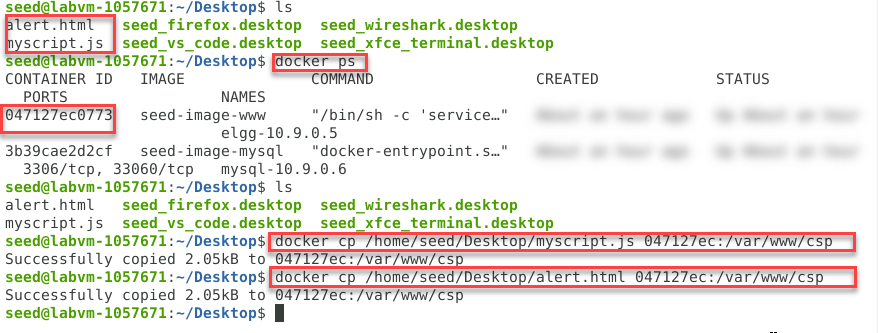 seed@labvm-1057671:~/Desktop$ ls
alert.html   seed_firefox.desktop  seed_wireshark.desktop
myscript.js  seed_vs_code.desktop  seed_xfce_terminal.desktop
seed@labvm-1057671:~/Desktop$ docker ps
CONTAINER ID   IMAGE             COMMAND                  CREATED           STATUS
  PORTS                 NAMES
047127ec0773   seed-image-www    "/bin/sh -c 'service…"
                        elgg-10.9.0.5
3b39cae2d2cf   seed-image-mysql   "docker-entrypoint.s…"
  3306/tcp, 33060/tcp   mysql-10.9.0.6
seed@labvm-1057671:~/Desktop$ ls
alert.html   seed_firefox.desktop  seed_wireshark.desktop
myscript.js  seed_vs_code.desktop  seed_xfce_terminal.desktop
seed@labvm-1057671:~/Desktop$ docker cp /home/seed/Desktop/myscript.js 047127ec:/var/www/csp
Successfully copied 2.05kB to 047127ec:/var/www/csp
seed@labvm-1057671:~/Desktop$ docker cp /home/seed/Desktop/alert.html 047127ec:/var/www/csp
Successfully copied 2.05kB to 047127ec:/var/www/csp
seed@labvm-1057671:~/Desktop$